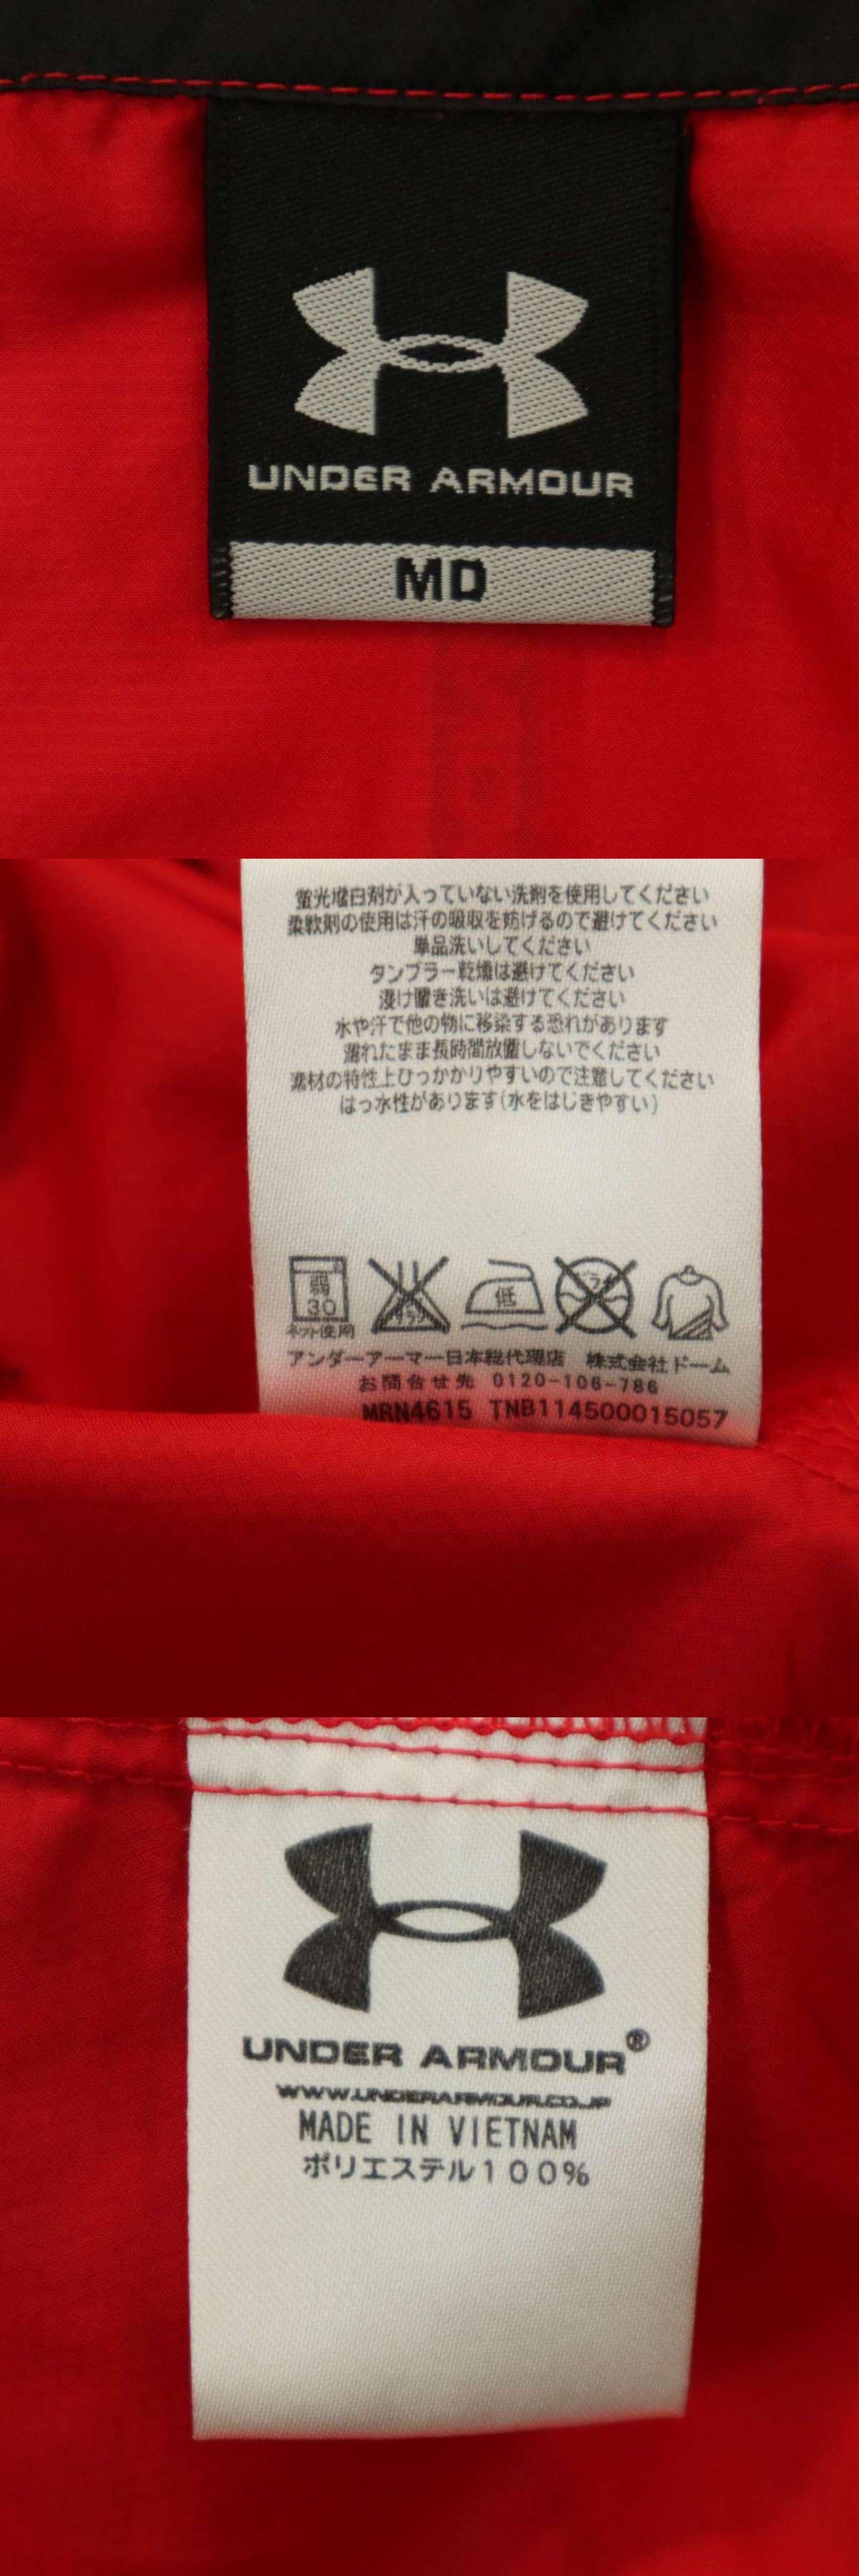 UNDER ARMOUR
MD
蛍光増白剤が入っていない洗剤を使用してください
柔軟剤の使用は汗の吸収を妨げるので避けてください
単品洗いしてください
タンブラー乾燥は避けてください
浸け置き洗いは避けてください
水や汗で他の物に移染する恐れがあります
濡れたまま長時間放置しないでください
素材の特性上ひっかかりやすいので注意してください
はっ水性があります(水をはじきやすい)
弱
30
ネット使用
低
アンダーアーマー日本総代理店 株式会社ドーム
お問合せ先 0120-106-786
MRN4615 TNB114500015057
UNDER ARMOUR®
WWW.UNDERARMOUR.CO.JP
MADE IN VIETNAM
ポリエステル100%